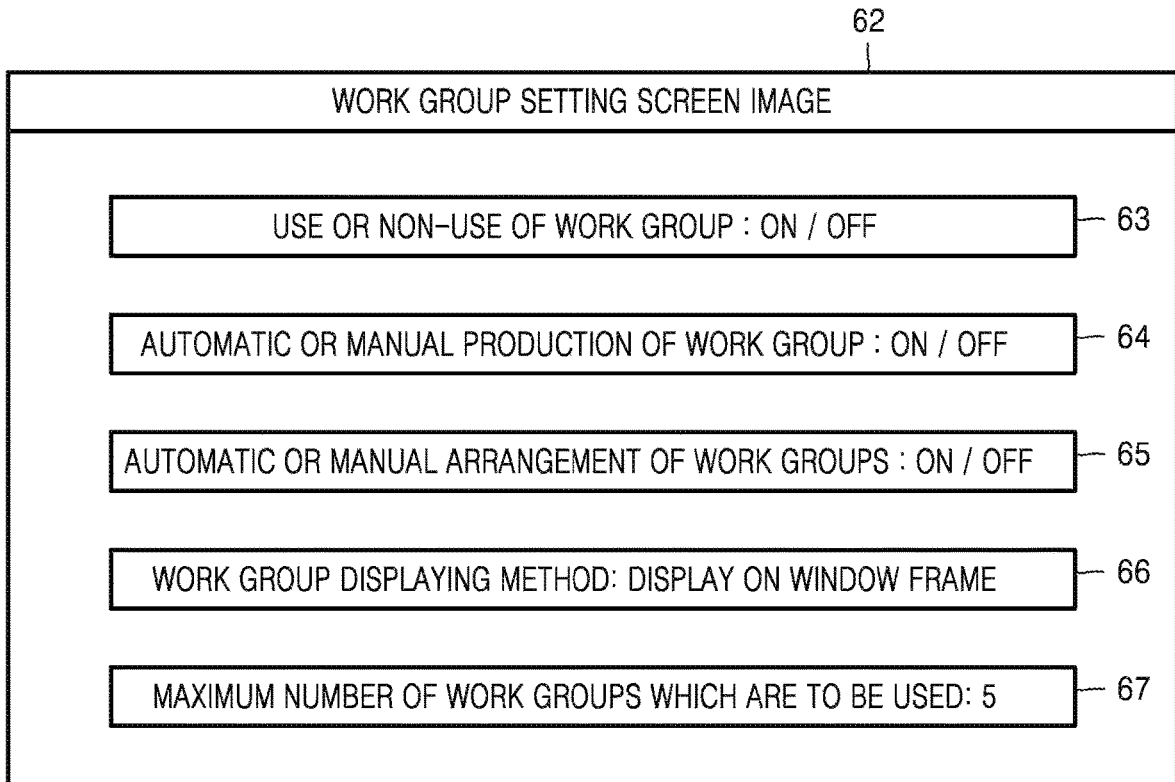 62
WORK GROUP SETTING SCREEN IMAGE
USE OR NON-USE OF WORK GROUP : ON / OFF 63
AUTOMATIC OR MANUAL PRODUCTION OF WORK GROUP : ON / OFF 64
AUTOMATIC OR MANUAL ARRANGEMENT OF WORK GROUPS : ON / OFF 65
WORK GROUP DISPLAYING METHOD: DISPLAY ON WINDOW FRAME 66
MAXIMUM NUMBER OF WORK GROUPS WHICH ARE TO BE USED: 5 67